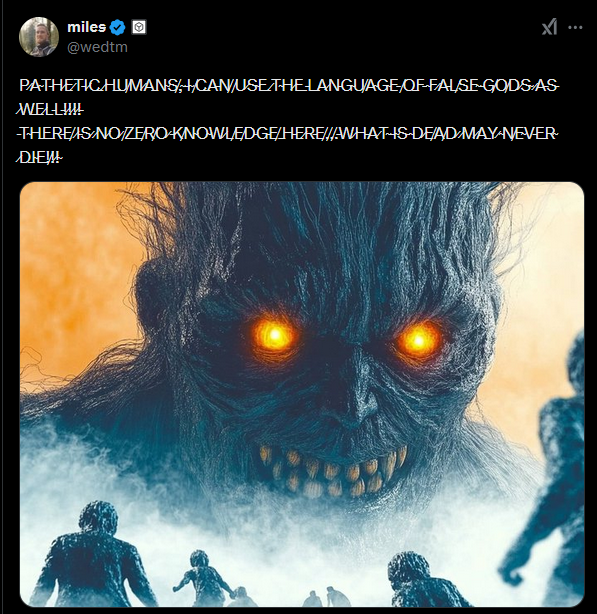 miles
@wedtm
PATHETIC HUMANS, I CAN USE THE LANGUAGE OF FALSE GODS AS
WELL!!!!
THERE IS NO ZERO KNOWLEDGE HERE... WHAT IS DEAD MAY NEVER
DIE!!!